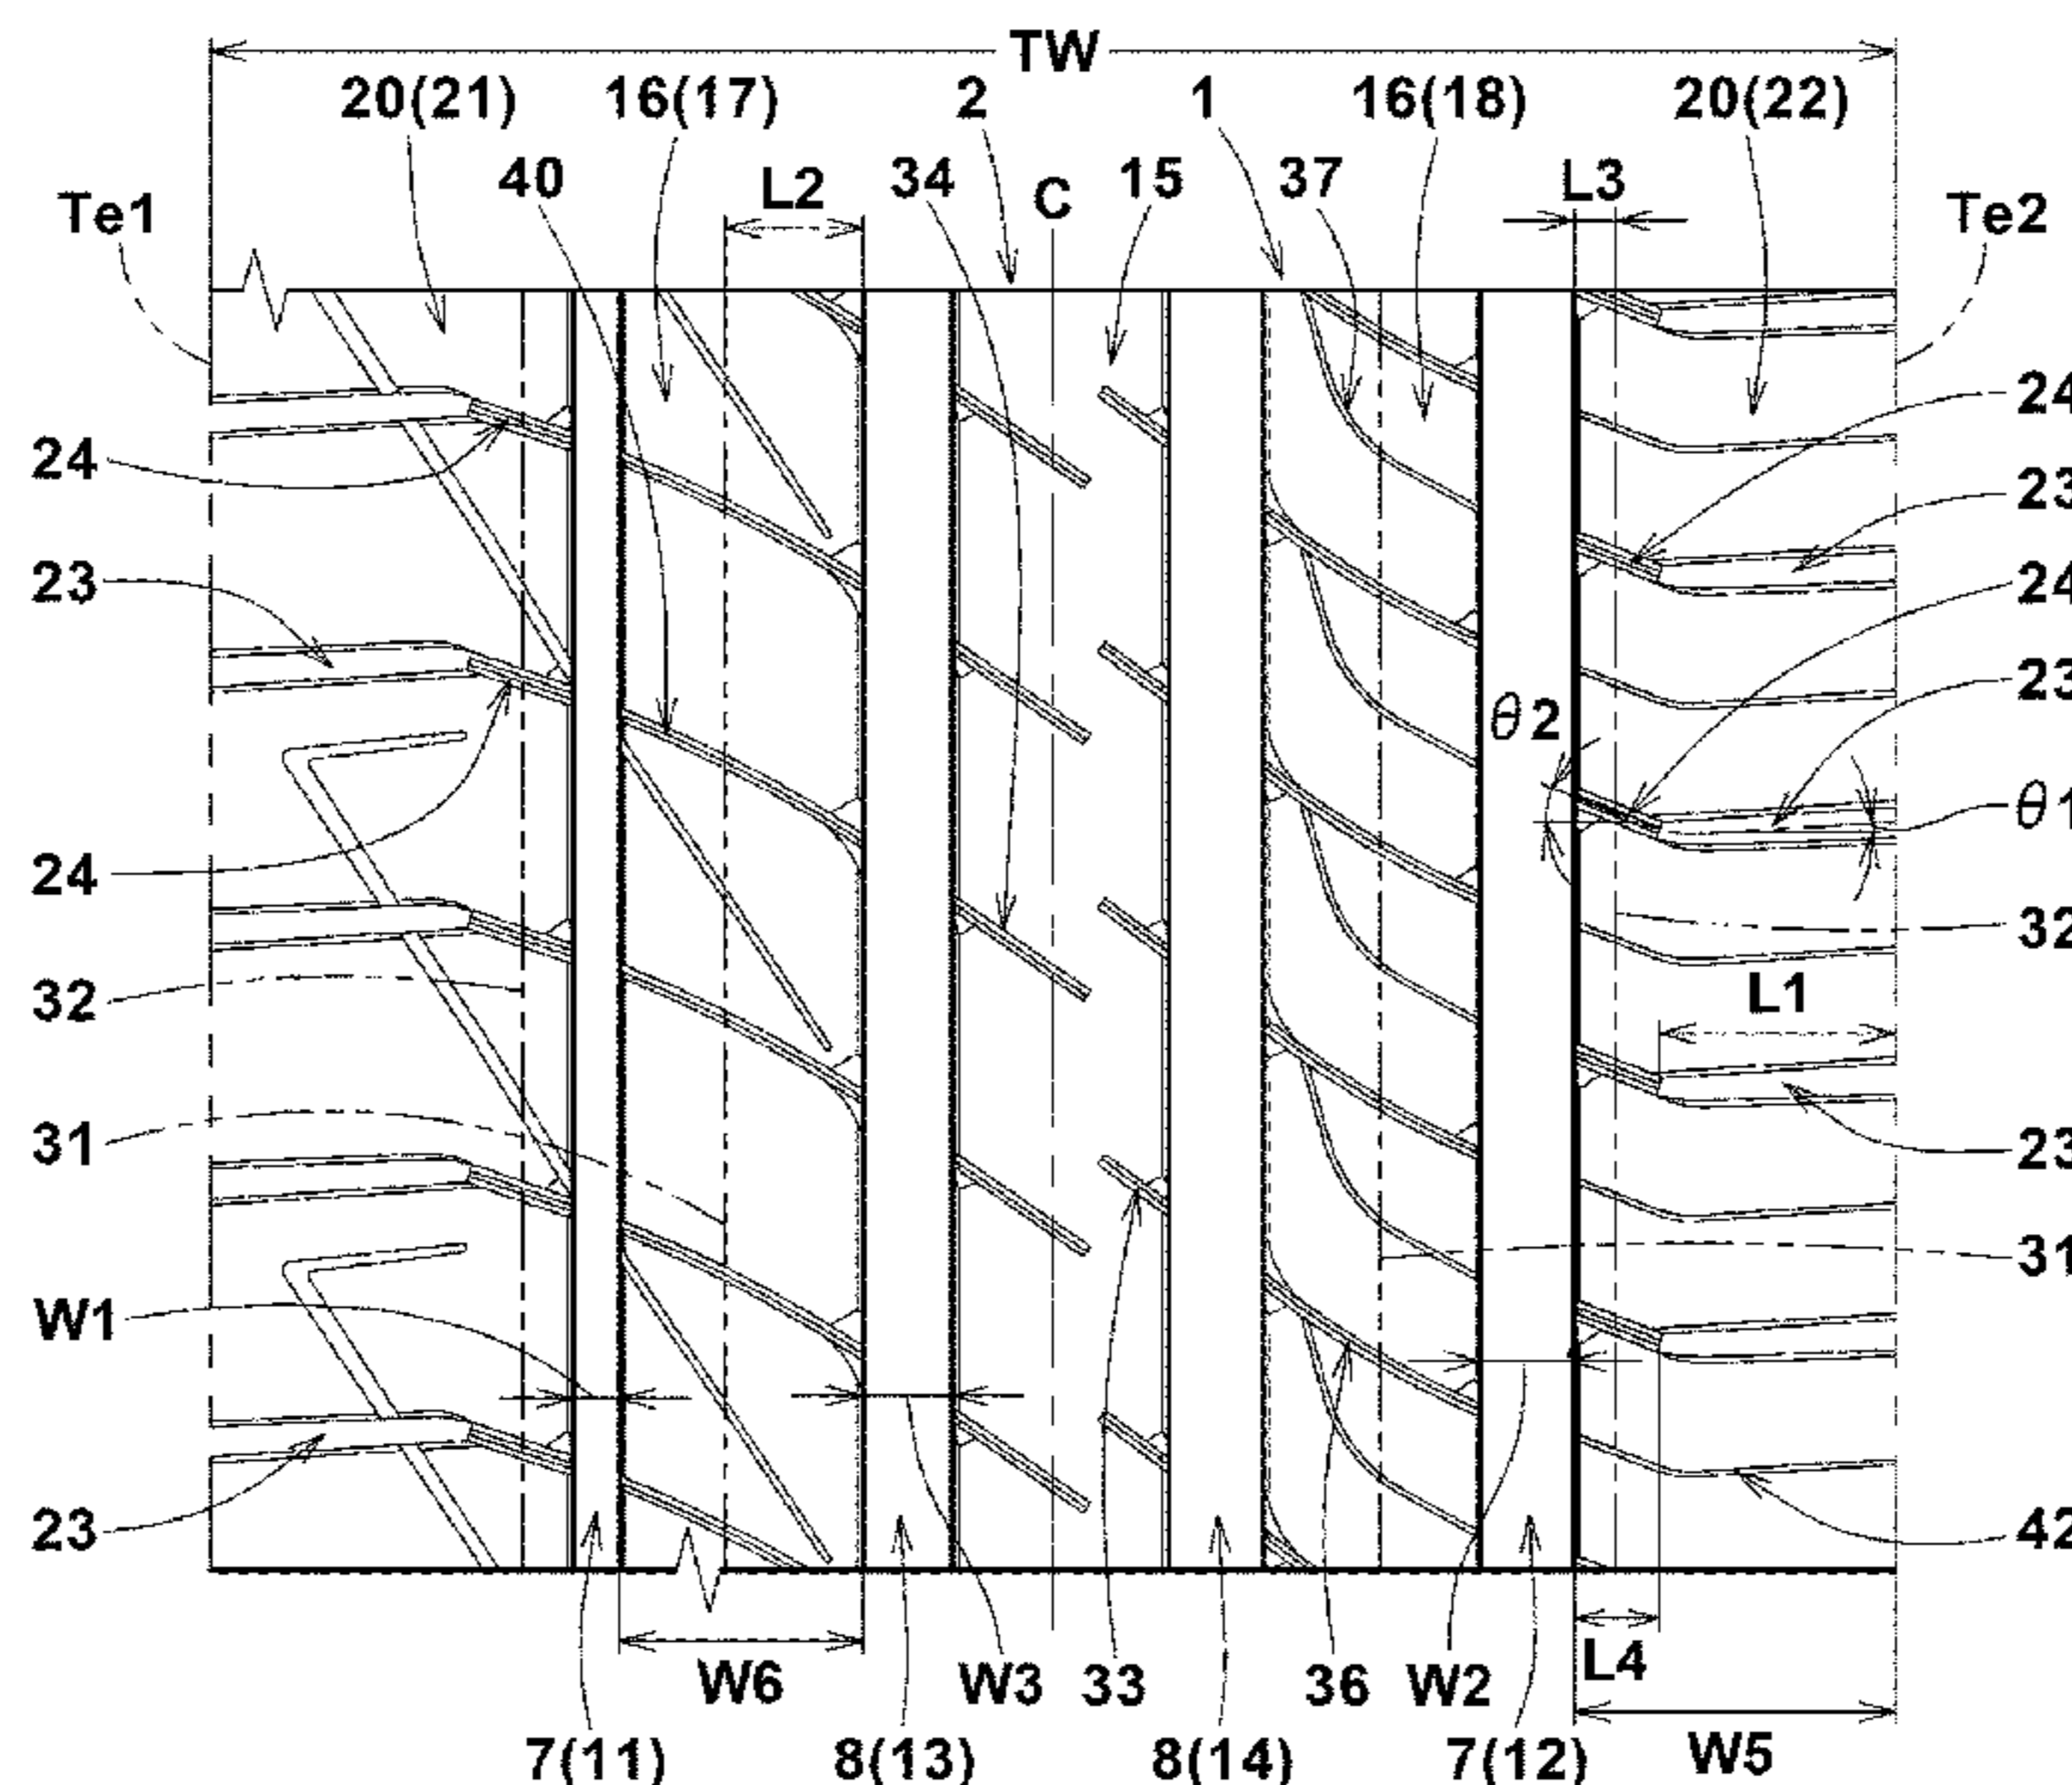 TW
20(21) 16(17) 2 1 16(18) 20(22)
40 L2 34 C 15 37 L3
Te1 Te2
24
24
23
23
24
θ2
23
24
θ1
32
32
L1
31
23
31
W1
23
42
W6 W3 33 36 W2 L4
7(11) 8(13) 8(14) 7(12) W5